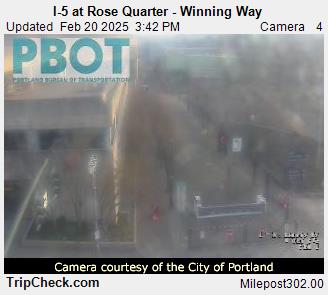 I-5 at Rose Quarter - Winning Way
Updated Feb 20 2025 3:42 PM Camera 4
PBOT
PORTLAND BUREAU OF TRANSPORTATION
Camera courtesy of the City of Portland
TripCheck.com Milepost302.00